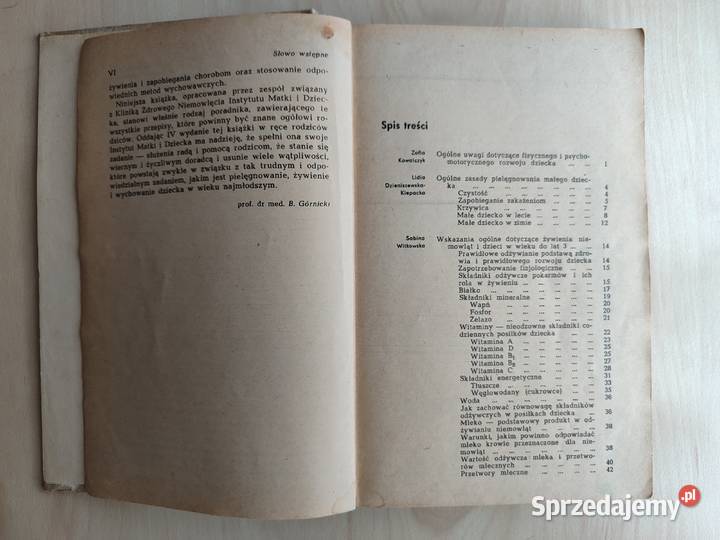 VI
Słowo wstępne
żywienia i zapobiegania chorobom oraz stosowanie odpo-
wiednich metod wychowawczych.
Niniejsza książka, opracowana przez zespół związany
z Kliniką Zdrowego Niemowlęcia Instytutu Matki i Dziec-
ka, stanowi właśnie rodzaj poradnika, zawierającego te
wszystkie przepisy, które powinny być znane ogółowi ro-
dziców. Oddając IV wydanie tej książki w ręce rodziców
Instytut Matki i Dziecka ma nadzieję, że spełni ona swoje
zadanie — służenia radą i pomocą rodzicom, że stanie się
wiernym i życzliwym doradcą i usunie wiele wątpliwości,
które powstają zwykle w związku z tak trudnym i odpo-
wiedzialnym zadaniem, jakim jest pielęgnowanie, żywienie
i wychowanie dziecka w wieku najmłodszym.
prof. dr med. B. Górnicki
Spis treści
Zofia Kowalczyk
Ogólne uwagi dotyczące fizycznego i psycho-
motorycznego rozwoju dziecka ... ... 1
Lidia Dzieniszewska-Klepacka
Ogólne zasady pielęgnowania małego dziec-
ka ... ... ... ... ... ... 4
Czystość ... ... ... ... ... 4
Zapobieganie zakażeniom ... ... ... 5
Krzywica ... ... ... ... ... 7
Małe dziecko w lecie ... ... ... 8
Małe dziecko w zimie ... ... ... 12
Sabina Witkowska
Wskazania ogólne dotyczące żywienia nie-
mowląt i dzieci w wieku do lat 3 ... ... 14
Prawidłowe odżywianie podstawą zdro-
wia i prawidłowego rozwoju dziecka 14
Zapotrzebowanie fizjologiczne ... ... 15
Składniki odżywcze pokarmów i ich
rola w żywieniu ... ... ... ... 15
Białko ... ... ... ... ... ... 17
Składniki mineralne ... ... ... ... 19
Wapń ... ... ... ... ... 20
Fosfor ... ... ... ... ... 20
Żelazo ... ... ... ... ... 21
Witaminy — nieodzowne składniki co-
dziennych posiłków dziecka ... ... 22
Witamina A ... ... ... ... 23
Witamina D ... ... ... ... 25
Witamina B₁ ... ... ... ... 25
Witamina B₂ ... ... ... ... 27
Witamina C ... ... ... ... 28
Składniki energetyczne ... ... ... 31
Tłuszcze ... ... ... ... ... 33
Węglowodany (cukrowce) ... ... 35
Woda ... ... ... ... ... ... 36
Jak zachować równowagę składników
odżywczych w posiłkach dziecka ... 36
Mleko — podstawowy produkt w od-
żywianiu niemowląt ... ... ... ... 38
Warunki, jakim powinno odpowiadać
mleko krowie przeznaczone dla nie-
mowląt ... ... ... ... ... ... 38
Wartość odżywcza mleka i przetwo-
rów mlecznych ... ... ... ... 40
Przetwory mleczne ... ... ... ... 42
Sprzedajemy.pl